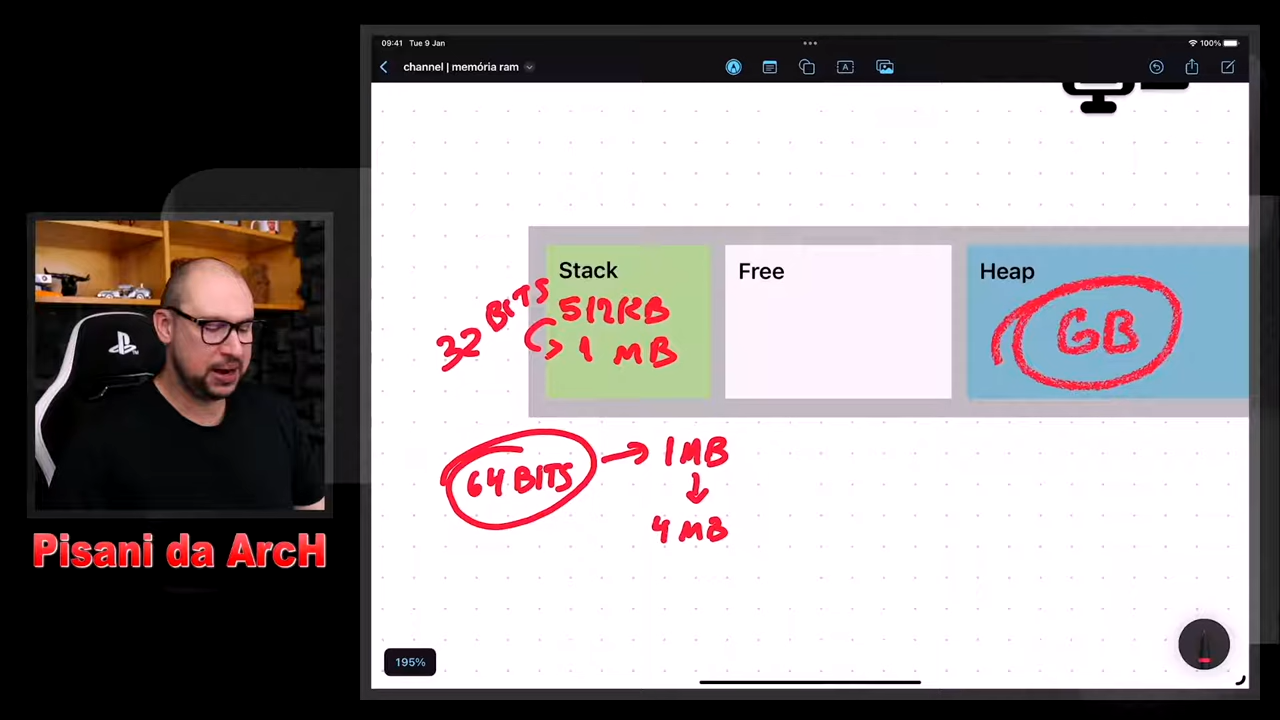 09:41 Tue 9 Jan
100%
channel | memória ram
A
Stack
Free
Heap
32 BITS
512KB
1 MB
GB
64 BITS
1MB
4 MB
Pisani da ArcH
195%